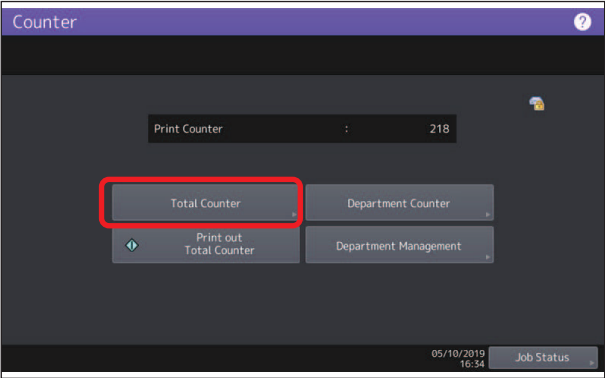 Counter ?
Print Counter : 218
Total Counter Department Counter
Print out
Total Counter
Department Management
05/10/2019
16:34
Job Status